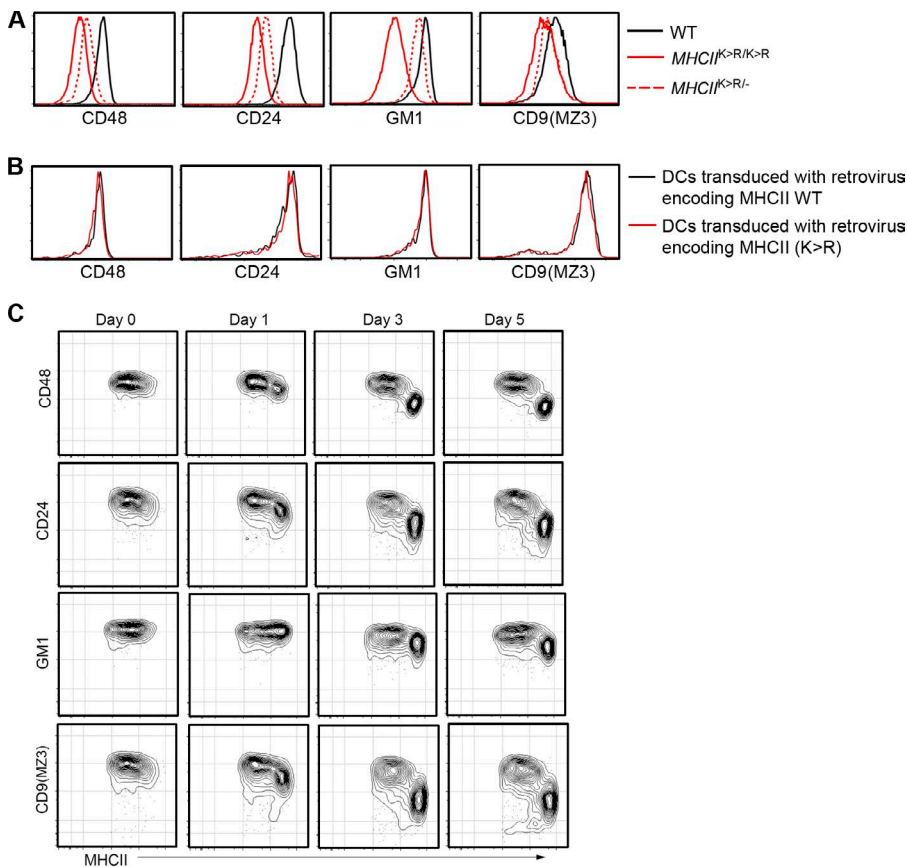 A
WT
MHCII^K>R/K>R
MHCII^K>R/-
CD48
CD24
GM1
CD9(MZ3)
B
DCs transduced with retrovirus
encoding MHCII WT
DCs transduced with retrovirus
encoding MHCII (K>R)
CD48
CD24
GM1
CD9(MZ3)
C
Day 0
Day 1
Day 3
Day 5
CD48
CD24
GM1
CD9(MZ3)
MHCII